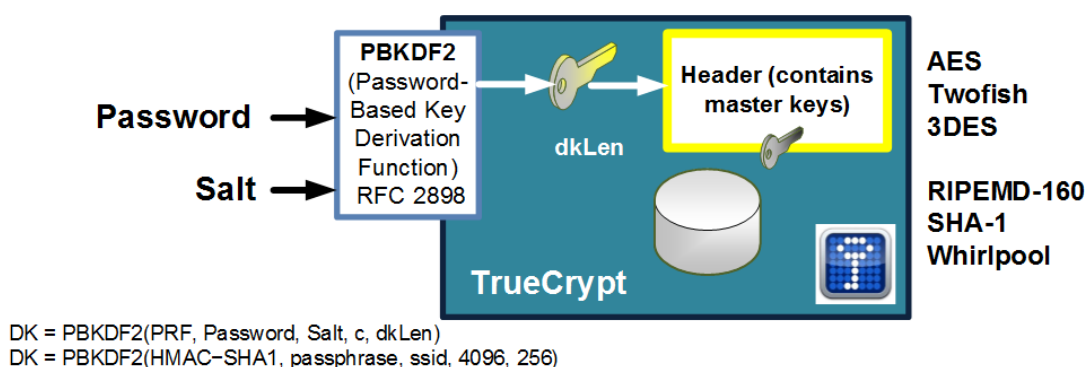 PBKDF2
(Password-
Based Key
Derivation
Function)
RFC 2898
Password
Salt
dkLen
Header (contains
master keys)
TrueCrypt
AES
Twofish
3DES
RIPEMD-160
SHA-1
Whirlpool
DK = PBKDF2(PRF, Password, Salt, c, dkLen)
DK = PBKDF2(HMAC−SHA1, passphrase, ssid, 4096, 256)